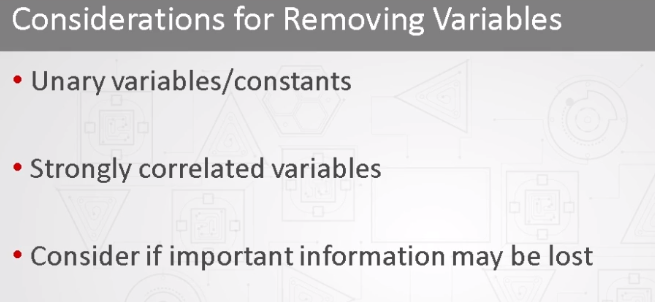 Considerations for Removing Variables
• Unary variables/constants
• Strongly correlated variables
• Consider if important information may be lost